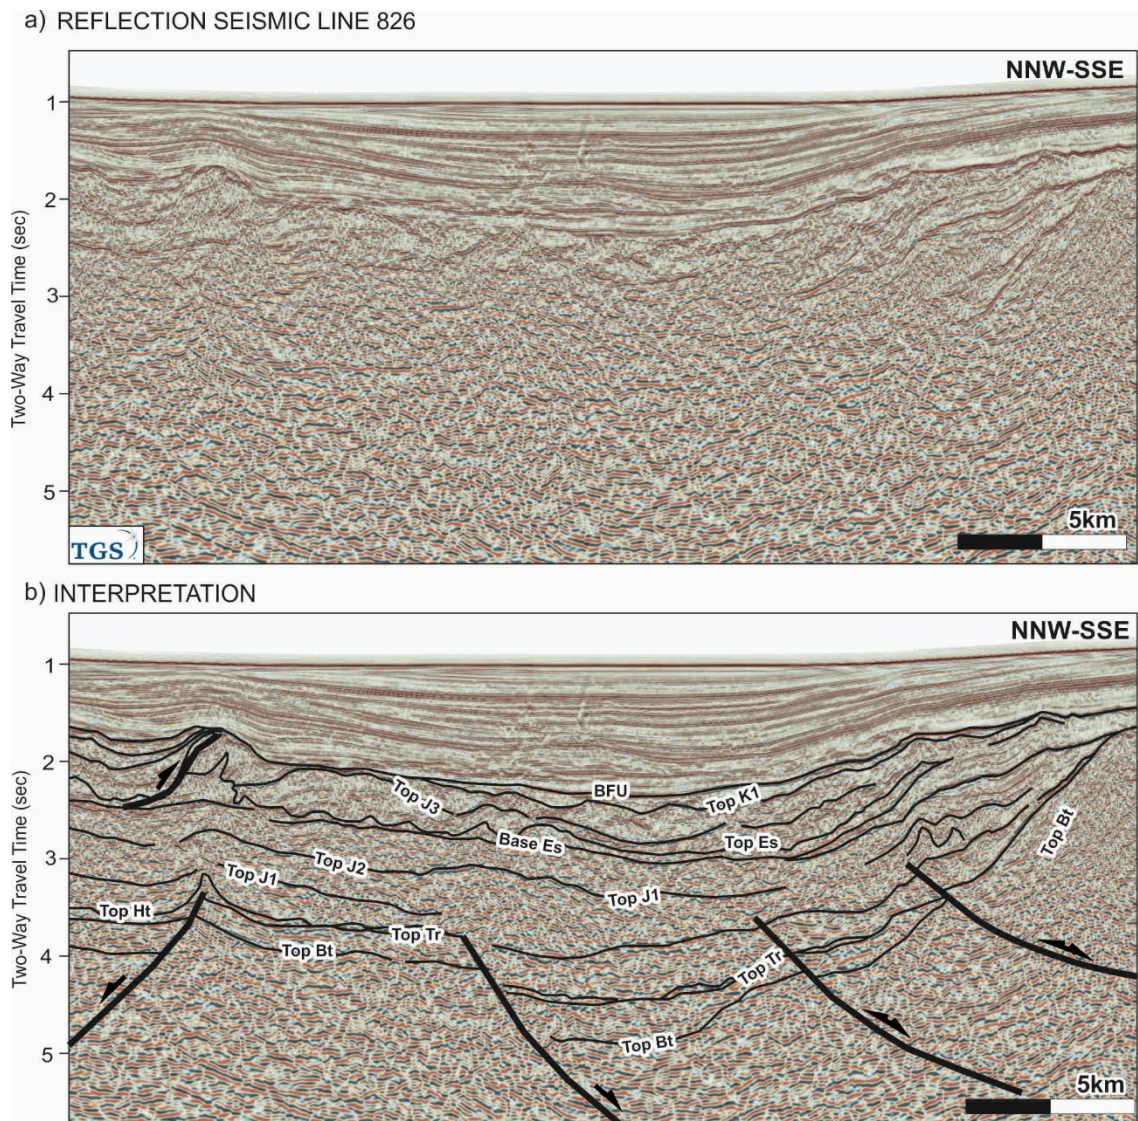 a) REFLECTION SEISMIC LINE 826
NNW-SSE
1
2
3
4
5
Two-Way Travel Time (sec)
TGS
5km
b) INTERPRETATION
NNW-SSE
1
2
3
4
5
Two-Way Travel Time (sec)
BFU
Top J3
Top K1
Base Es
Top Es
Top Bt
Top J2
Top J1
Top J1
Top Ht
Top Tr
Top Bt
Top Tr
Top Bt
5km